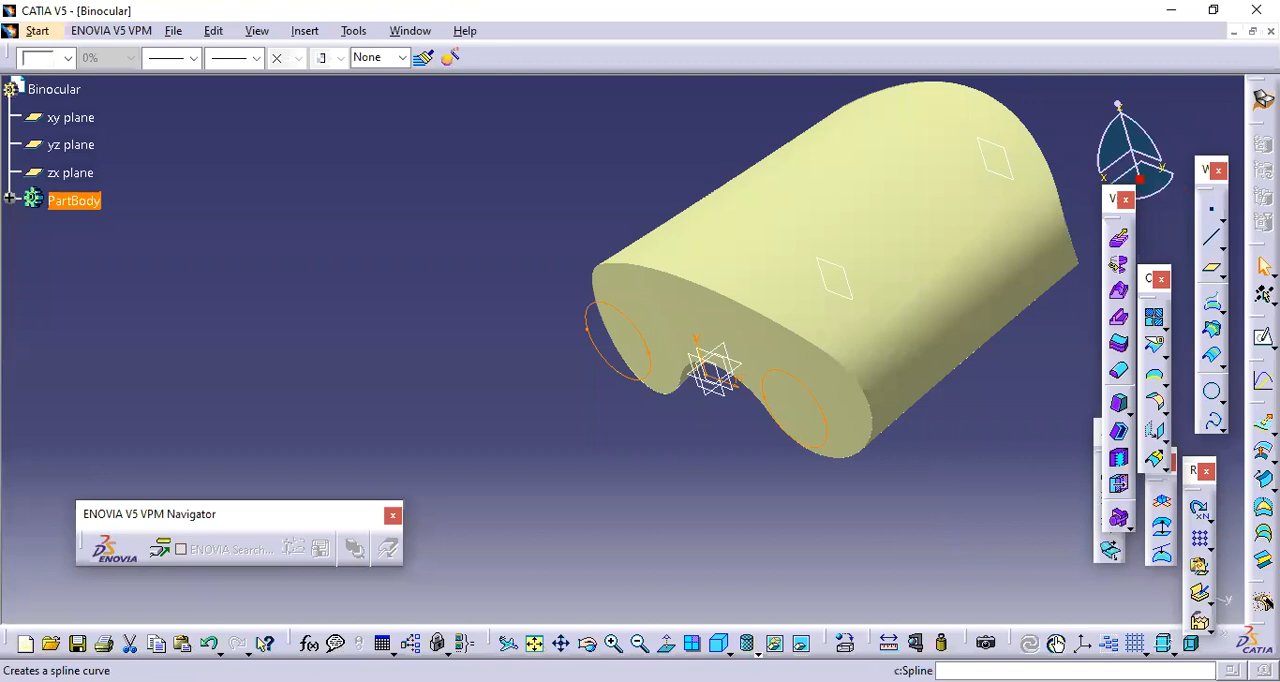 CATIA V5 - [Binocular]
Start ENOVIA V5 VPM File Edit View Insert Tools Window Help
0% None
Binocular
xy plane
yz plane
zx plane
PartBody
z
x y
W
V
C
R
ENOVIA V5 VPM Navigator
ENOVIA Search...
ENOVIA
f(x)
CATIA
Creates a spline curve
c:Spline